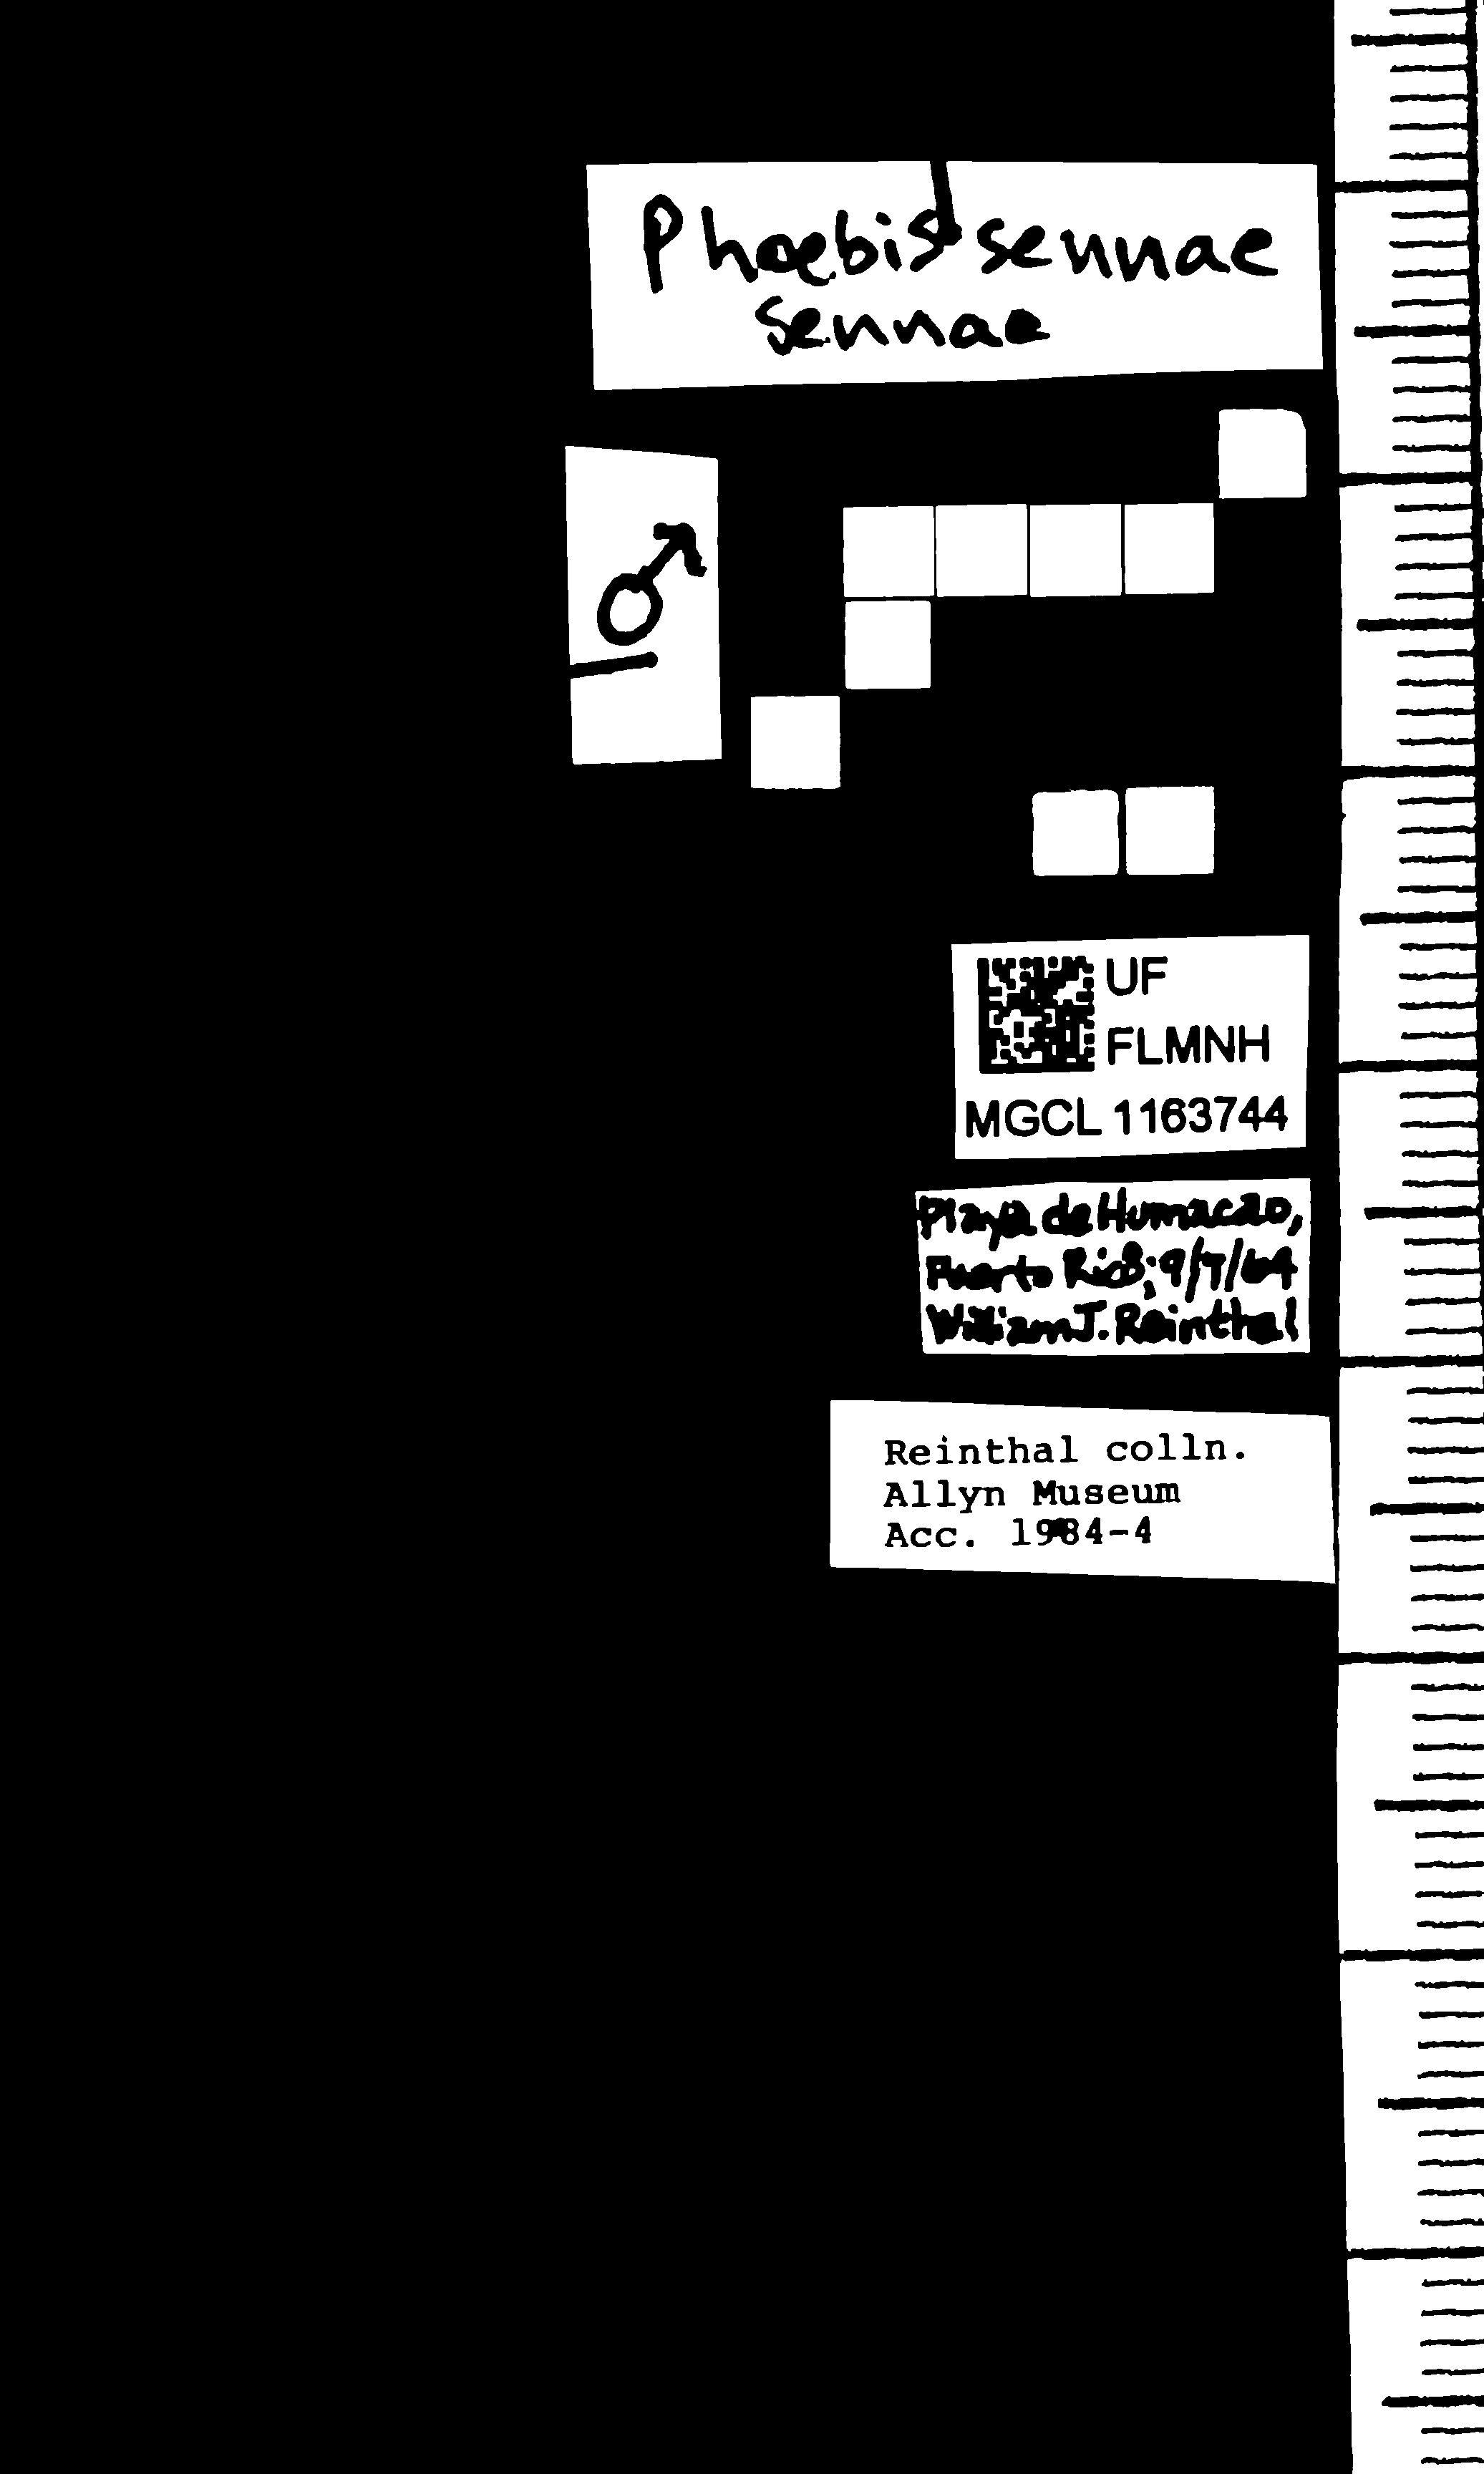 Phoebis sennae
sennae
♂
UF
FLMNH
MGCL 1163744
Playa de Humacao,
Puerto Rico; 9/7/64
William J. Reinthal
Reinthal colln.
Allyn Museum
Acc. 1984-4